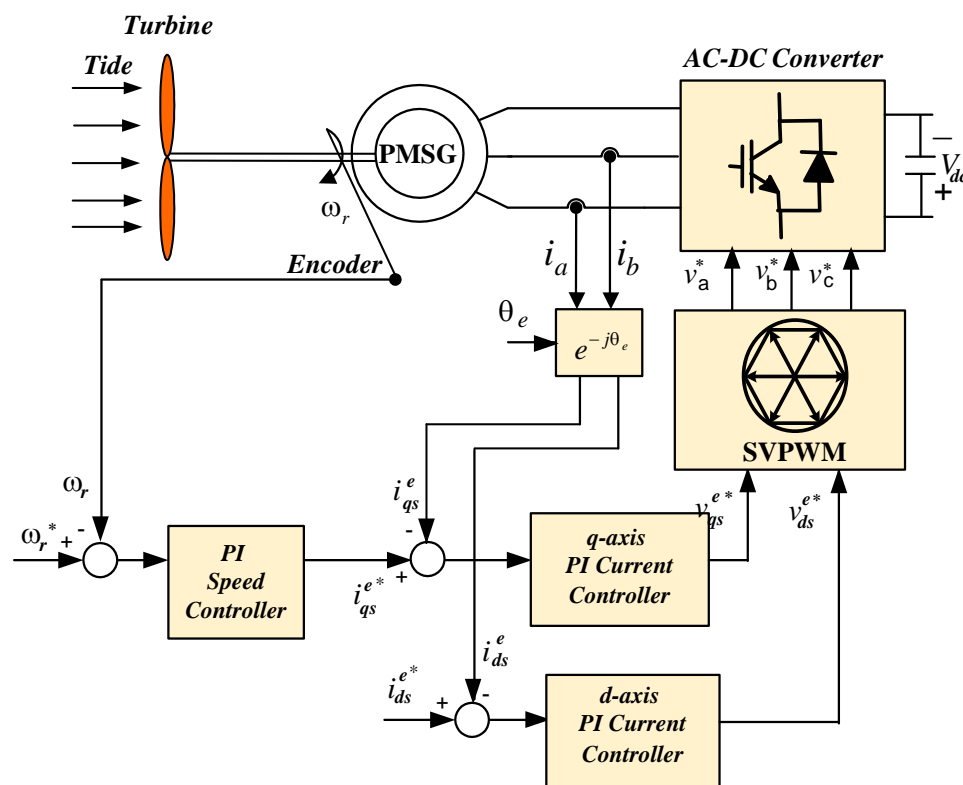 Turbine
Tide
AC-DC Converter
PMSG
ω_r
V_dc
−
+
Encoder
i_a
i_b
v_a^*
v_b^*
v_c^*
θ_e
e^{-jθ_e}
SVPWM
ω_r
i_qs^e
v_qs^{e*}
v_ds^{e*}
ω_r^*
+
-
PI
Speed
Controller
i_qs^{e*}
+
-
q-axis
PI Current
Controller
i_ds^e
i_ds^{e*}
+
-
d-axis
PI Current
Controller